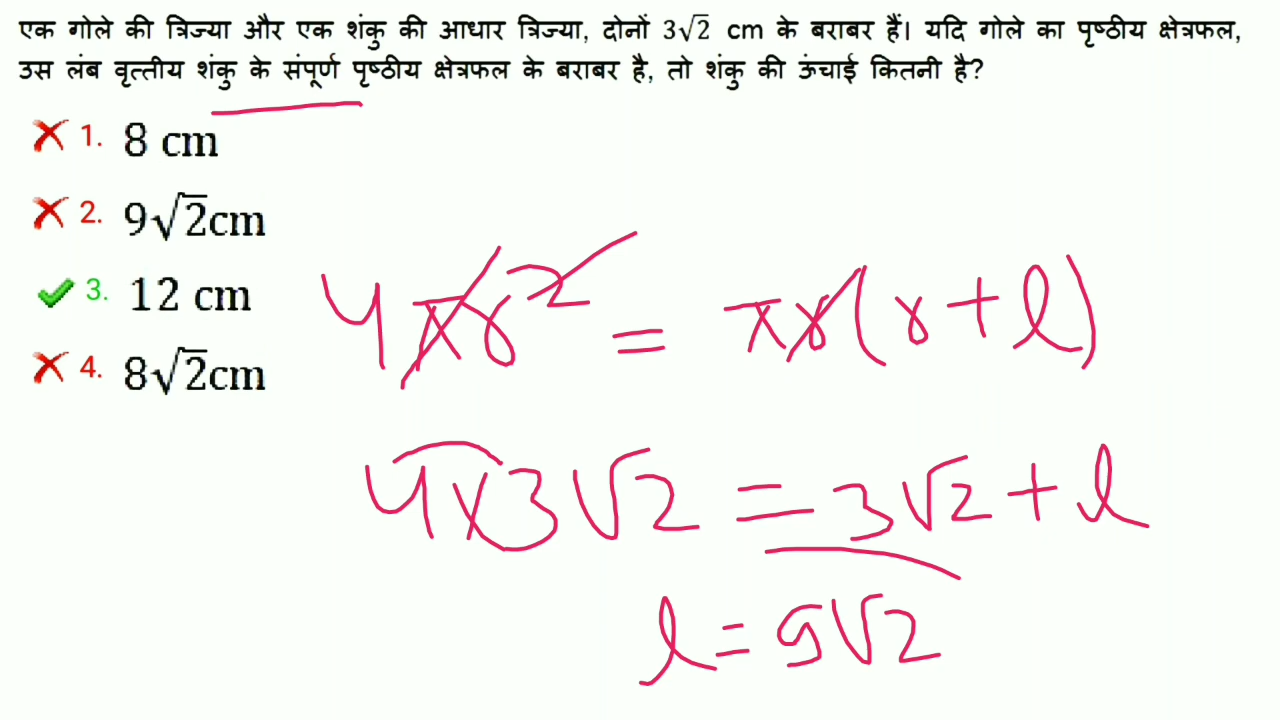 एक गोले की त्रिज्या और एक शंकु की आधार त्रिज्या, दोनों 3√2 cm के बराबर हैं। यदि गोले का पृष्ठीय क्षेत्रफल,
उस लंब वृत्तीय शंकु के संपूर्ण पृष्ठीय क्षेत्रफल के बराबर है, तो शंकु की ऊंचाई कितनी है?
1. 8 cm
2. 9√2cm
3. 12 cm
4. 8√2cm
4πr² = πr(r+l)
4×3√2 = 3√2+l
l=9√2